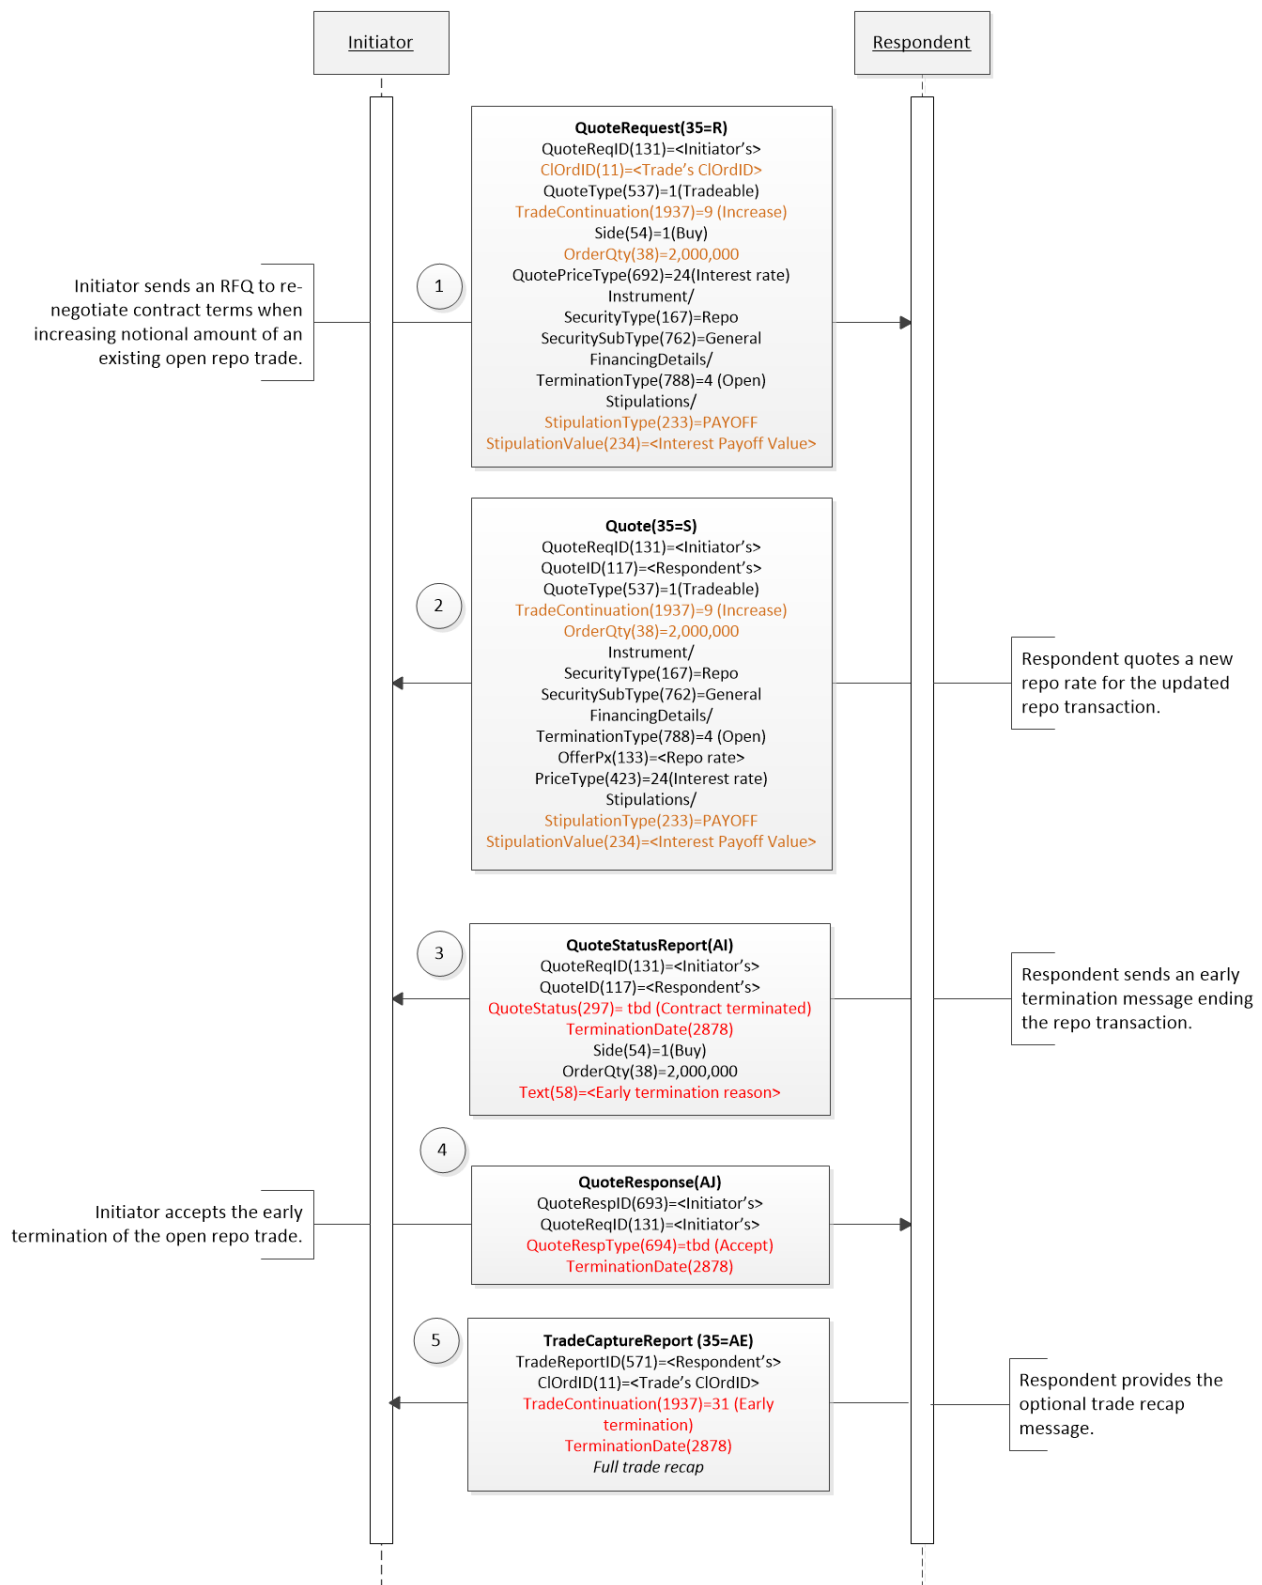 Initiator
Respondent
QuoteRequest(35=R)
QuoteReqID(131)=<Initiator's>
ClOrdID(11)=<Trade's ClOrdID>
QuoteType(537)=1(Tradeable)
TradeContinuation(1937)=9 (Increase)
Side(54)=1(Buy)
OrderQty(38)=2,000,000
QuotePriceType(692)=24(Interest rate)
Instrument/
SecurityType(167)=Repo
SecuritySubType(762)=General
FinancingDetails/
TerminationType(788)=4 (Open)
Stipulations/
StipulationType(233)=PAYOFF
StipulationValue(234)=<Interest Payoff Value>
1
Initiator sends an RFQ to re-
negotiate contract terms when
increasing notional amount of an
existing open repo trade.
Quote(35=S)
QuoteReqID(131)=<Initiator's>
QuoteID(117)=<Respondent's>
QuoteType(537)=1(Tradeable)
TradeContinuation(1937)=9 (Increase)
OrderQty(38)=2,000,000
Instrument/
SecurityType(167)=Repo
SecuritySubType(762)=General
FinancingDetails/
TerminationType(788)=4 (Open)
OfferPx(133)=<Repo rate>
PriceType(423)=24(Interest rate)
Stipulations/
StipulationType(233)=PAYOFF
StipulationValue(234)=<Interest Payoff Value>
2
Respondent quotes a new
repo rate for the updated
repo transaction.
3
QuoteStatusReport(AI)
QuoteReqID(131)=<Initiator's>
QuoteID(117)=<Respondent's>
QuoteStatus(297)= tbd (Contract terminated)
TerminationDate(2878)
Side(54)=1(Buy)
OrderQty(38)=2,000,000
Text(58)=<Early termination reason>
Respondent sends an early
termination message ending
the repo transaction.
4
QuoteResponse(AJ)
QuoteRespID(693)=<Initiator's>
QuoteReqID(131)=<Initiator's>
QuoteRespType(694)=tbd (Accept)
TerminationDate(2878)
Initiator accepts the early
termination of the open repo trade.
5
TradeCaptureReport (35=AE)
TradeReportID(571)=<Respondent's>
ClOrdID(11)=<Trade's ClOrdID>
TradeContinuation(1937)=31 (Early
termination)
TerminationDate(2878)
Full trade recap
Respondent provides the
optional trade recap
message.